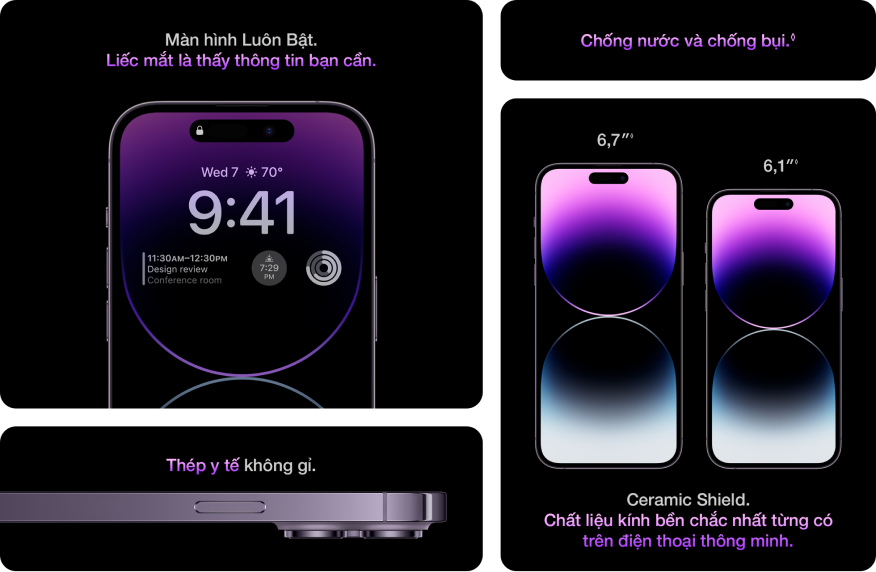 Màn hình Luôn Bật.
Liếc mắt là thấy thông tin bạn cần.
Wed 7 70°
9:41
11:30AM–12:30PM
Design review
Conference room
7:29
PM
Thép y tế không gỉ.
Chống nước và chống bụi.◊
6,7″◊
6,1″◊
Ceramic Shield.
Chất liệu kính bền chắc nhất từng có
trên điện thoại thông minh.